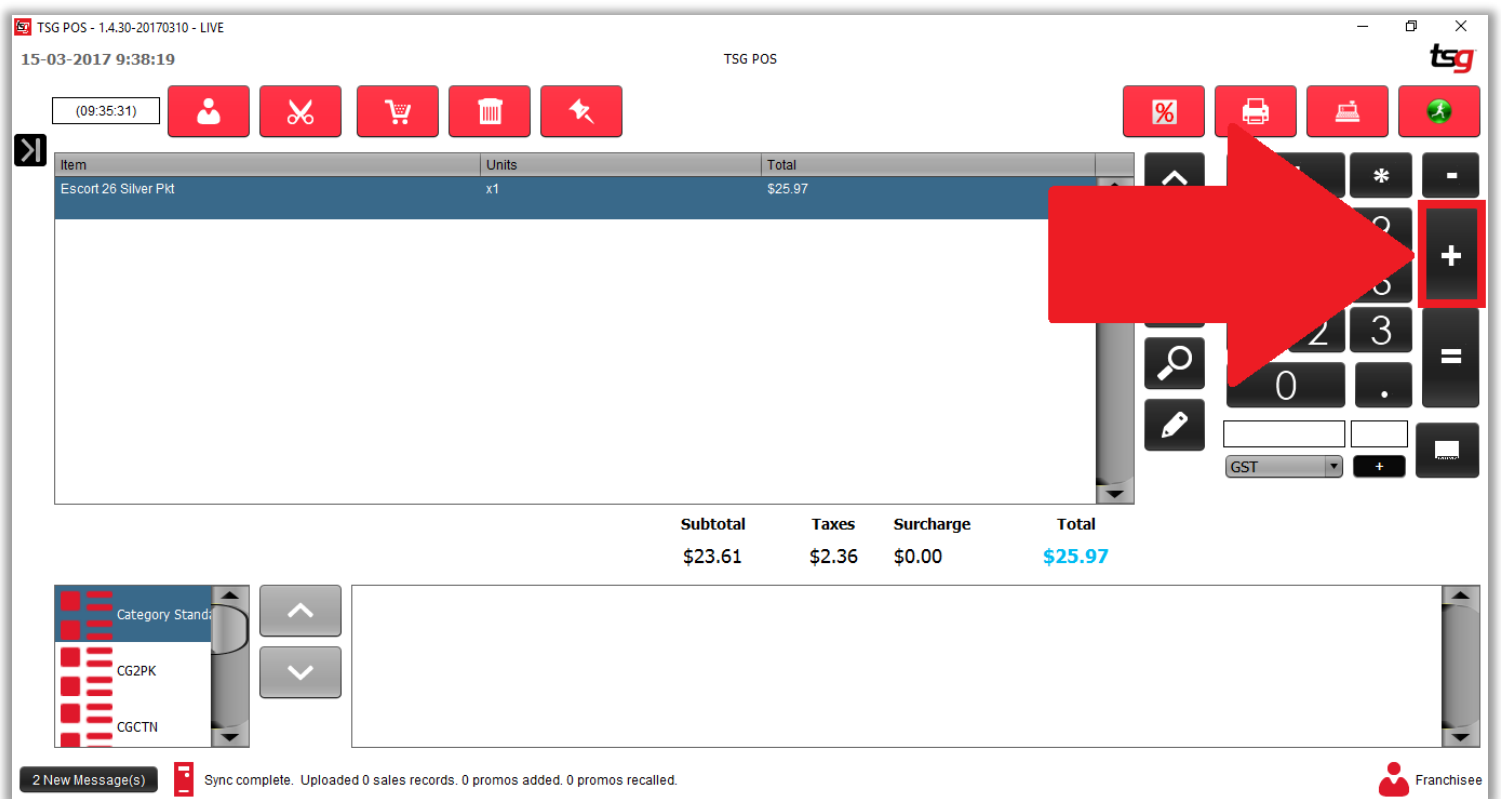 TSG POS - 1.4.30-20170310 - LIVE
15-03-2017 9:38:19
TSG POS
tsg
(09:35:31)
%
Item Units Total
Escort 26 Silver Pkt x1 $25.97
* -
+
2 3
=
0 .
GST +
Subtotal Taxes Surcharge Total
$23.61 $2.36 $0.00 $25.97
Category Standa
CG2PK
CGCTN
2 New Message(s) Sync complete. Uploaded 0 sales records. 0 promos added. 0 promos recalled. Franchisee